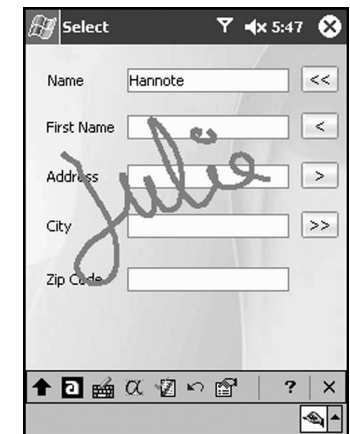 Select 5:47
Name Hannote <<
First Name <
Address >
City >>
Zip Code
Julie
α ? ×